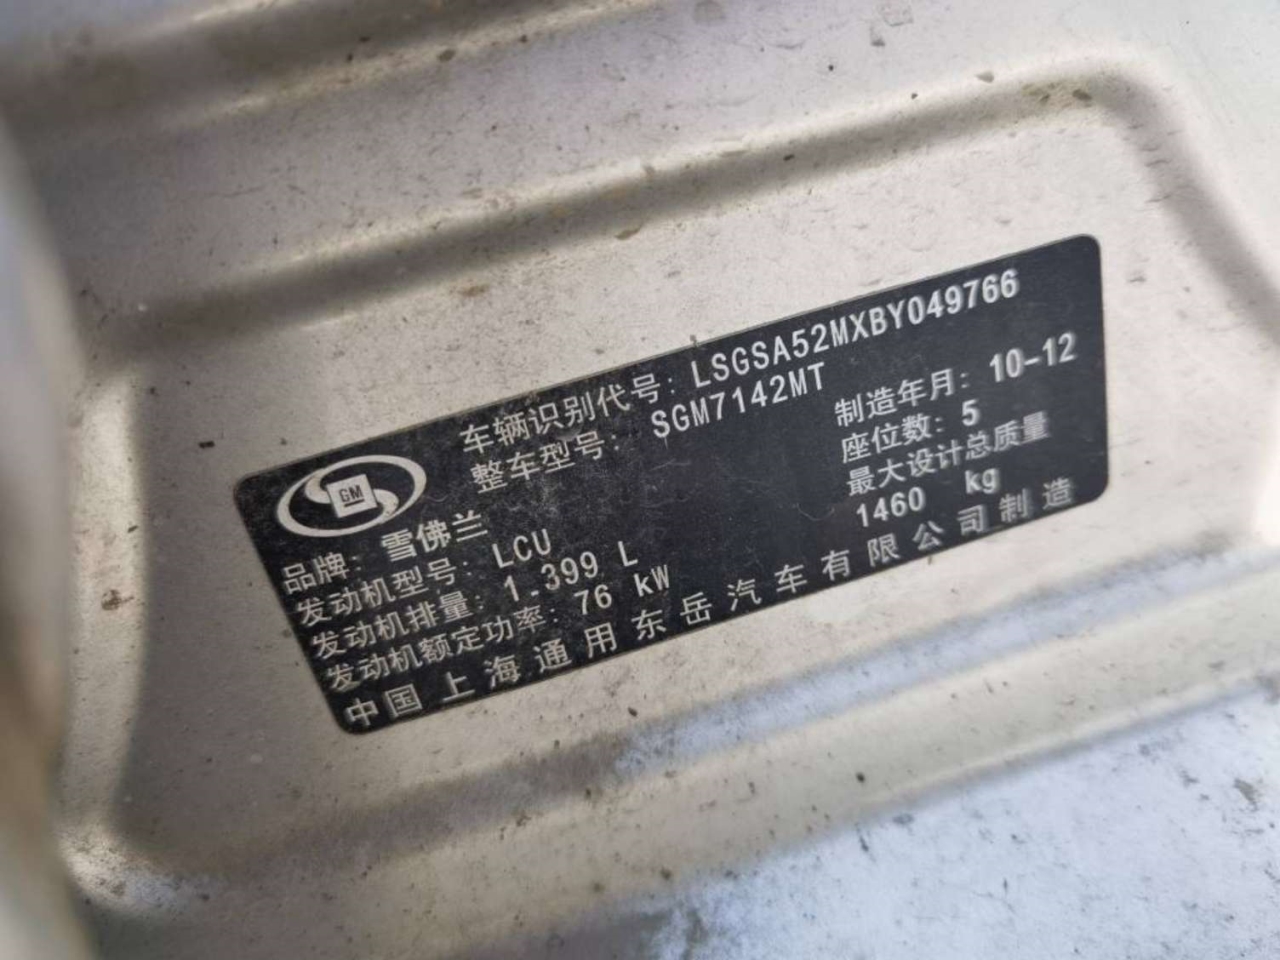 车辆识别代号: LSGSA52MXBY049766
整车型号: SGM7142MT
制造年月: 10-12
座位数: 5
最大设计总质量
1460 kg
GM
品牌: 雪佛兰
发动机型号: LCU
发动机排量: 1.399 L
发动机额定功率: 76 kW
中国上海通用东岳汽车有限公司制造